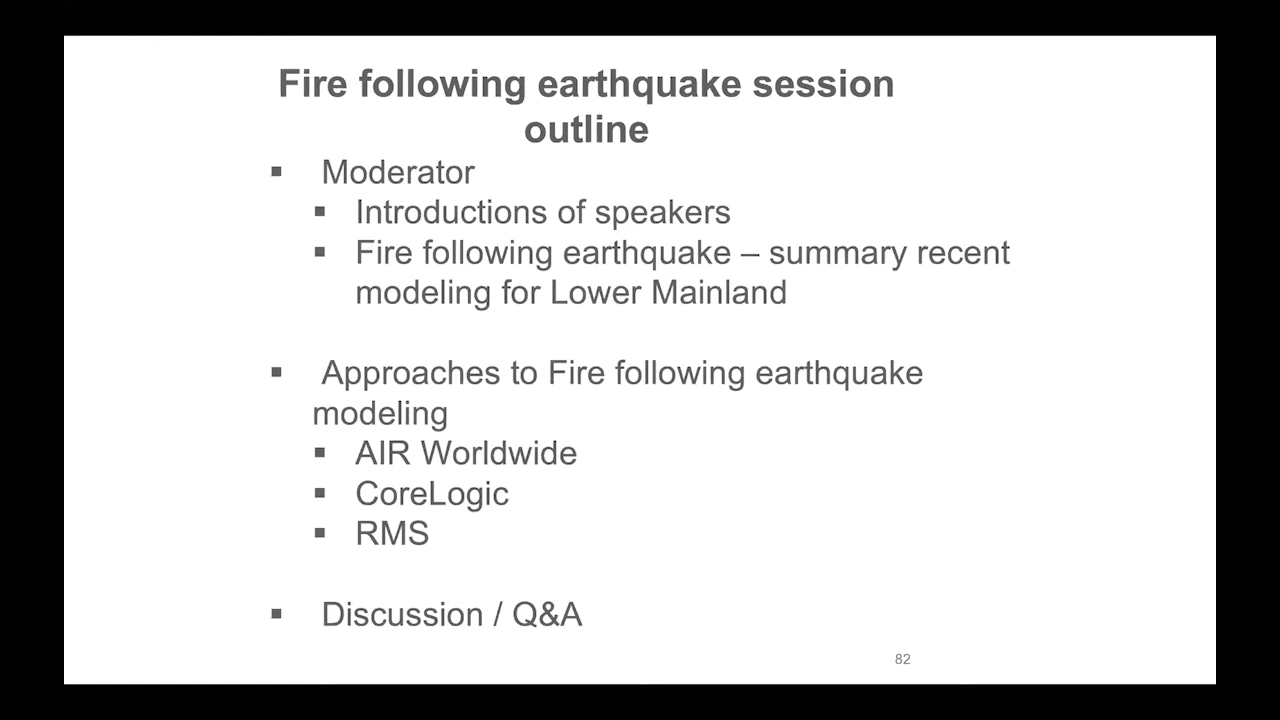 Fire following earthquake session
outline
▪ Moderator
▪ Introductions of speakers
▪ Fire following earthquake – summary recent
modeling for Lower Mainland
▪ Approaches to Fire following earthquake
modeling
▪ AIR Worldwide
▪ CoreLogic
▪ RMS
▪ Discussion / Q&A
82